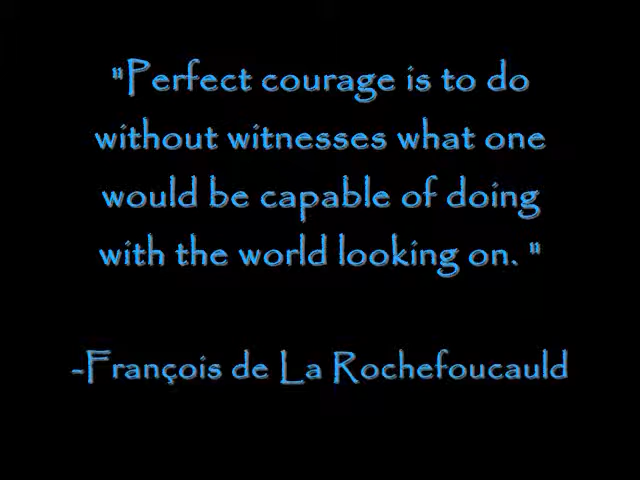 "Perfect courage is to do
without witnesses what one
would be capable of doing
with the world looking on. "
-François de La Rochefoucauld